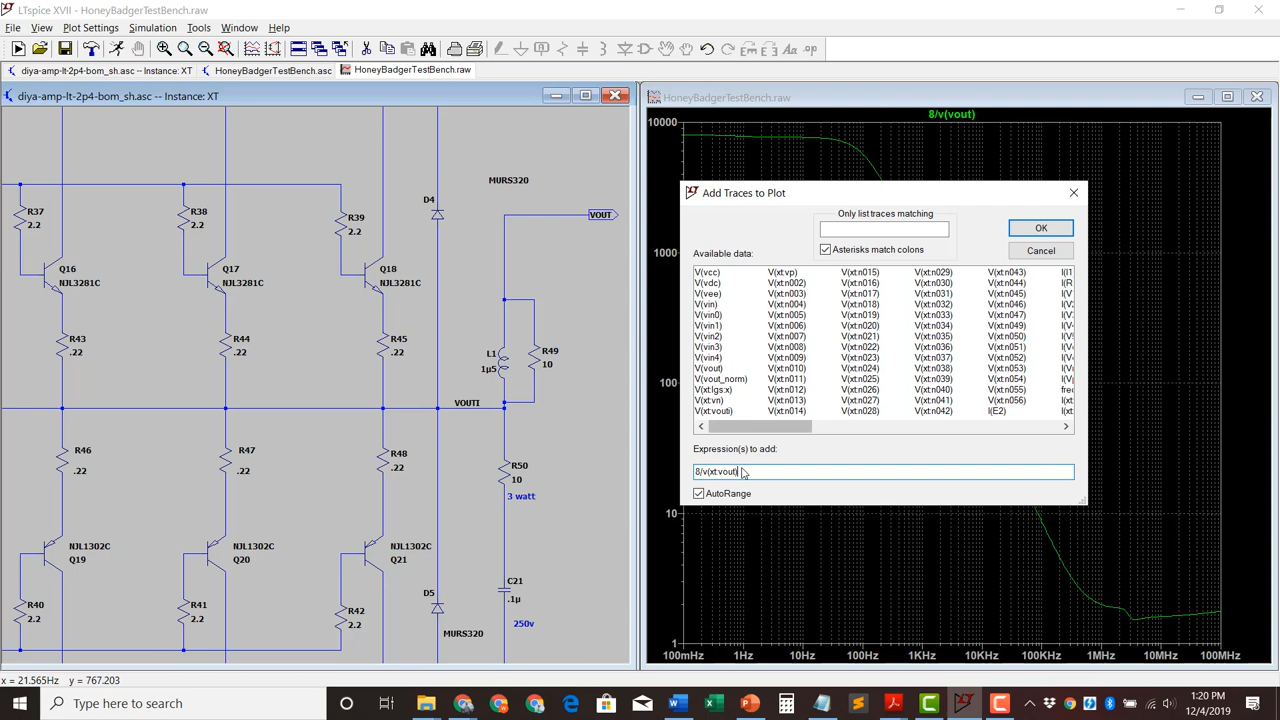 LTspice XVII - HoneyBadgerTestBench.raw
File View Plot Settings Simulation Tools Window Help
diya-amp-lt-2p4-bom_sh.asc -- Instance: XT HoneyBadgerTestBench.asc HoneyBadgerTestBench.raw
diya-amp-lt-2p4-bom_sh.asc -- Instance: XT
MURS320
D4
VOUT
R37
2.2
R38
2.2
R39
2.2
Q16
NJL3281C
Q17
NJL3281C
Q18
NJL3281C
R43
.22
R44
.22
R45
.22
L1
1µ5
R49
10
VOUTI
R46
.22
R47
.22
R48
.22
R50
10
3 watt
NJL1302C
Q19
NJL1302C
Q20
NJL1302C
Q21
C21
.1µ
250v
R40
2.2
R41
2.2
R42
2.2
D5
MURS320
HoneyBadgerTestBench.raw
8/v(vout)
10000
1000
100
10
1
100mHz 1Hz 10Hz 100Hz 1KHz 10KHz 100KHz 1MHz 10MHz 100MHz
Add Traces to Plot
Only list traces matching
Asterisks match colons
OK
Cancel
Available data:
V(vcc) V(xt:vp) V(xt:n015) V(xt:n029) V(xt:n043)
V(vdc) V(xt:n002) V(xt:n016) V(xt:n030) V(xt:n044)
V(vee) V(xt:n003) V(xt:n017) V(xt:n031) V(xt:n045)
V(vin) V(xt:n004) V(xt:n018) V(xt:n032) V(xt:n046)
V(vin0) V(xt:n005) V(xt:n019) V(xt:n033) V(xt:n047)
V(vin1) V(xt:n006) V(xt:n020) V(xt:n034) V(xt:n049)
V(vin2) V(xt:n007) V(xt:n021) V(xt:n035) V(xt:n050)
V(vin3) V(xt:n008) V(xt:n022) V(xt:n036) V(xt:n051)
V(vin4) V(xt:n009) V(xt:n023) V(xt:n037) V(xt:n052)
V(vout) V(xt:n010) V(xt:n024) V(xt:n038) V(xt:n053)
V(vout_norm) V(xt:n011) V(xt:n025) V(xt:n039) V(xt:n054)
V(xt:lgs:x) V(xt:n012) V(xt:n026) V(xt:n040) V(xt:n055)
V(xt:vn) V(xt:n013) V(xt:n027) V(xt:n041) V(xt:n056)
V(xt:vouti) V(xt:n014) V(xt:n028) V(xt:n042) I(E2)
Expression(s) to add:
8/v(xt:vout)
AutoRange
x = 21.565Hz y = 767.203
Type here to search
1:20 PM
12/4/2019